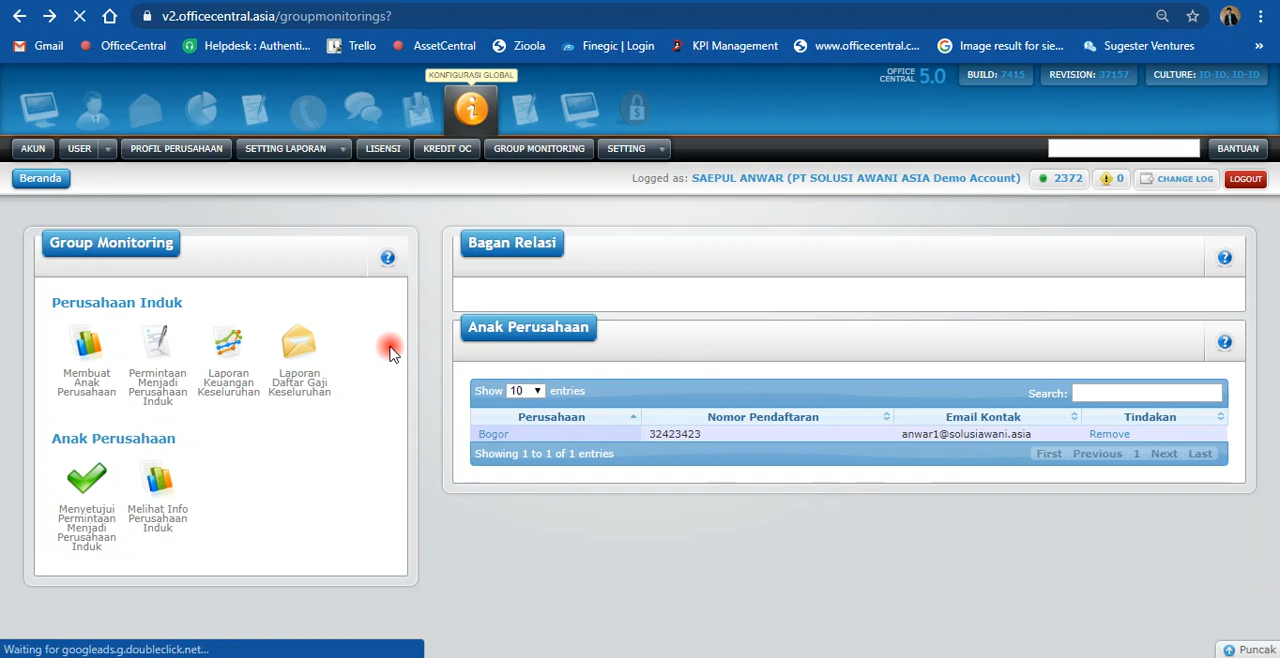 v2.officecentral.asia/groupmonitorings?
Gmail OfficeCentral Helpdesk : Authenti... Trello AssetCentral Zioola Finegic | Login KPI Management www.officecentral.c... Image result for sie... Sugester Ventures »
KONFIGURASI GLOBAL
OFFICE CENTRAL 5.0 BUILD: 7415 REVISION: 37157 CULTURE: ID-ID, ID-ID
AKUN USER PROFIL PERUSAHAAN SETTING LAPORAN LISENSI KREDIT OC GROUP MONITORING SETTING BANTUAN
Beranda Logged as: SAEPUL ANWAR (PT SOLUSI AWANI ASIA Demo Account) 2372 0 CHANGE LOG LOGOUT
Group Monitoring
Perusahaan Induk
Membuat Anak Perusahaan
Permintaan Menjadi Perusahaan Induk
Laporan Keuangan Keseluruhan
Laporan Daftar Gaji Keseluruhan
Anak Perusahaan
Menyetujui Permintaan Menjadi Perusahaan Induk
Melihat Info Perusahaan Induk
Bagan Relasi
Anak Perusahaan
Show 10 entries Search:
Perusahaan Nomor Pendaftaran Email Kontak Tindakan
Bogor 32423423 anwar1@solusiawani.asia Remove
Showing 1 to 1 of 1 entries First Previous 1 Next Last
Waiting for googleads.g.doubleclick.net...
Puncak